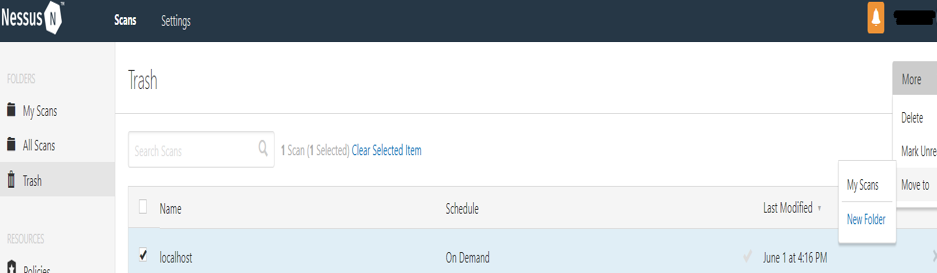 Nessus N
Scans
Settings
FOLDERS
My Scans
All Scans
Trash
RESOURCES
Policies
Trash
Search Scans
1 Scan (1 Selected) Clear Selected Item
Name
Schedule
Last Modified
localhost
On Demand
June 1 at 4:16 PM
More
Delete
Mark Unre
Move to
My Scans
New Folder